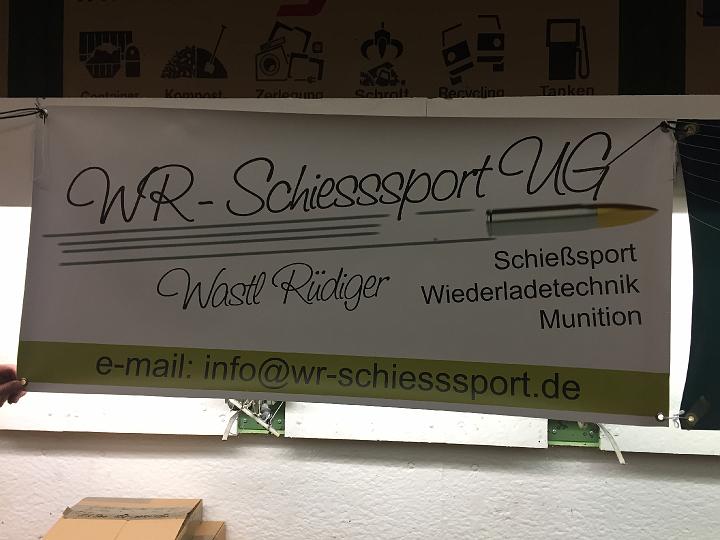 Container
Kompost
Zerlegung
Schrott
Recycling
Tanken
WR - Schiesssport UG
Wastl Rüdiger
Schießsport
Wiederladetechnik
Munition
e-mail: info@wr-schiesssport.de